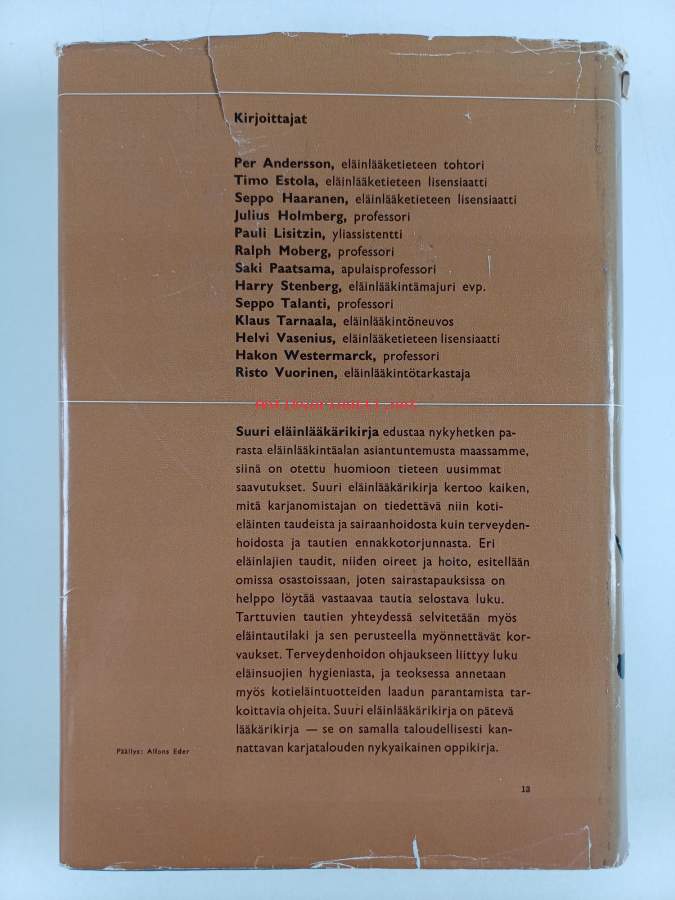 Kirjoittajat
Per Andersson, eläinlääketieteen tohtori
Timo Estola, eläinlääketieteen lisensiaatti
Seppo Haaranen, eläinlääketieteen lisensiaatti
Julius Holmberg, professori
Pauli Lisitzin, yliassistentti
Ralph Moberg, professori
Saki Paatsama, apulaisprofessori
Harry Stenberg, eläinlääkintämajuri evp.
Seppo Talanti, professori
Klaus Tarnaala, eläinlääkintöneuvos
Helvi Vasenius, eläinlääketieteen lisensiaatti
Hakon Westermarck, professori
Risto Vuorinen, eläinlääkintötarkastaja
Suuri eläinlääkärikirja edustaa nykyhetken pa-
rasta eläinlääkintäalan asiantuntemusta maassamme,
siinä on otettu huomioon tieteen uusimmat
saavutukset. Suuri eläinlääkärikirja kertoo kaiken,
mitä karjanomistajan on tiedettävä niin koti-
eläinten taudeista ja sairaanhoidosta kuin terveyden-
hoidosta ja tautien ennakkotorjunnasta. Eri
eläinlajien taudit, niiden oireet ja hoito, esitellään
omissa osastoissaan, joten sairastapauksissa on
helppo löytää vastaavaa tautia selostava luku.
Tarttuvien tautien yhteydessä selvitetään myös
eläintautilaki ja sen perusteella myönnettävät kor-
vaukset. Terveydenhoidon ohjaukseen liittyy luku
eläinsuojien hygieniasta, ja teoksessa annetaan
myös kotieläintuotteiden laadun parantamista tar-
koittavia ohjeita. Suuri eläinlääkärikirja on pätevä
lääkärikirja — se on samalla taloudellisesti kan-
nattavan karjatalouden nykyaikainen oppikirja.
Päällys: Alfons Eder
13